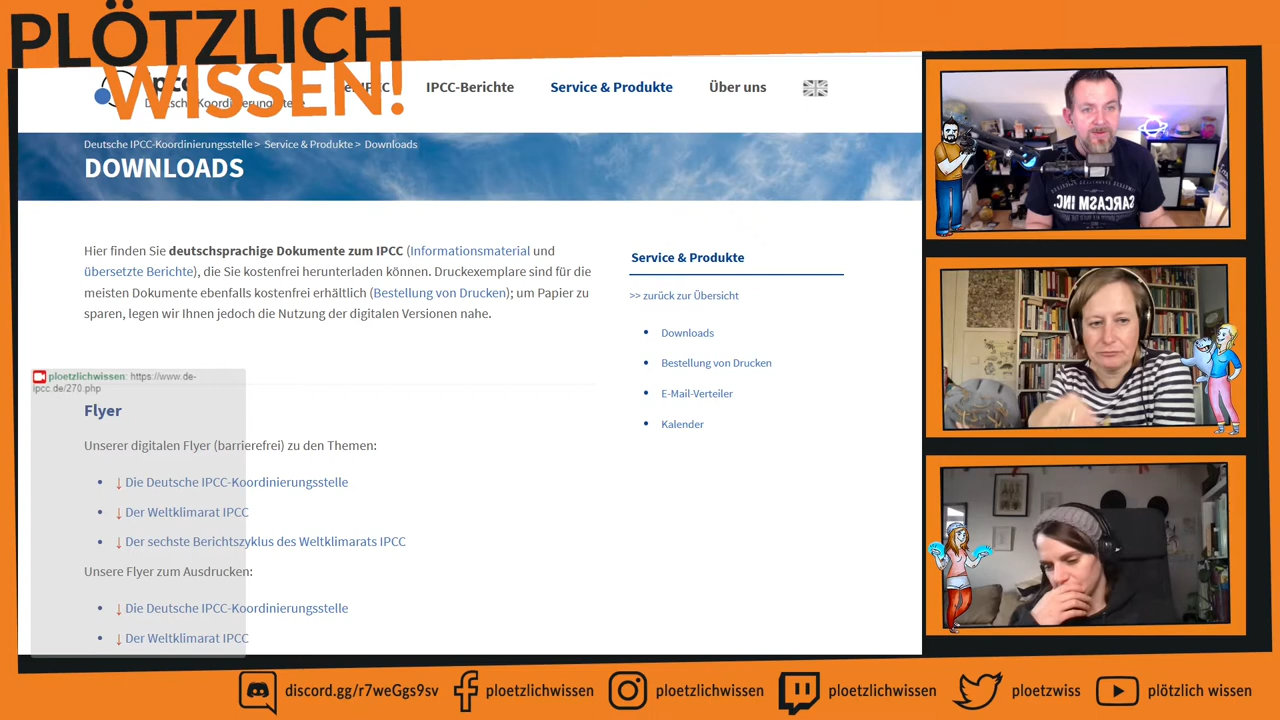 PLÖTZLICH
WISSEN!
IPCC-Berichte
Service & Produkte
Über uns
Deutsche IPCC-Koordinierungsstelle > Service & Produkte > Downloads
DOWNLOADS
Hier finden Sie deutschsprachige Dokumente zum IPCC (Informationsmaterial und
übersetzte Berichte), die Sie kostenfrei herunterladen können. Druckexemplare sind für die
meisten Dokumente ebenfalls kostenfrei erhältlich (Bestellung von Drucken); um Papier zu
sparen, legen wir Ihnen jedoch die Nutzung der digitalen Versionen nahe.
ploetzlichwissen: https://www.de-
ipcc.de/270.php
Flyer
Unserer digitalen Flyer (barrierefrei) zu den Themen:
• ↓ Die Deutsche IPCC-Koordinierungsstelle
• ↓ Der Weltklimarat IPCC
• ↓ Der sechste Berichtszyklus des Weltklimarats IPCC
Unsere Flyer zum Ausdrucken:
• ↓ Die Deutsche IPCC-Koordinierungsstelle
• ↓ Der Weltklimarat IPCC
Service & Produkte
>> zurück zur Übersicht
• Downloads
• Bestellung von Drucken
• E-Mail-Verteiler
• Kalender
SARCASM INC.
discord.gg/r7weGgs9sv
ploetzlichwissen
ploetzlichwissen
ploetzlichwissen
ploetzwiss
plötzlich wissen